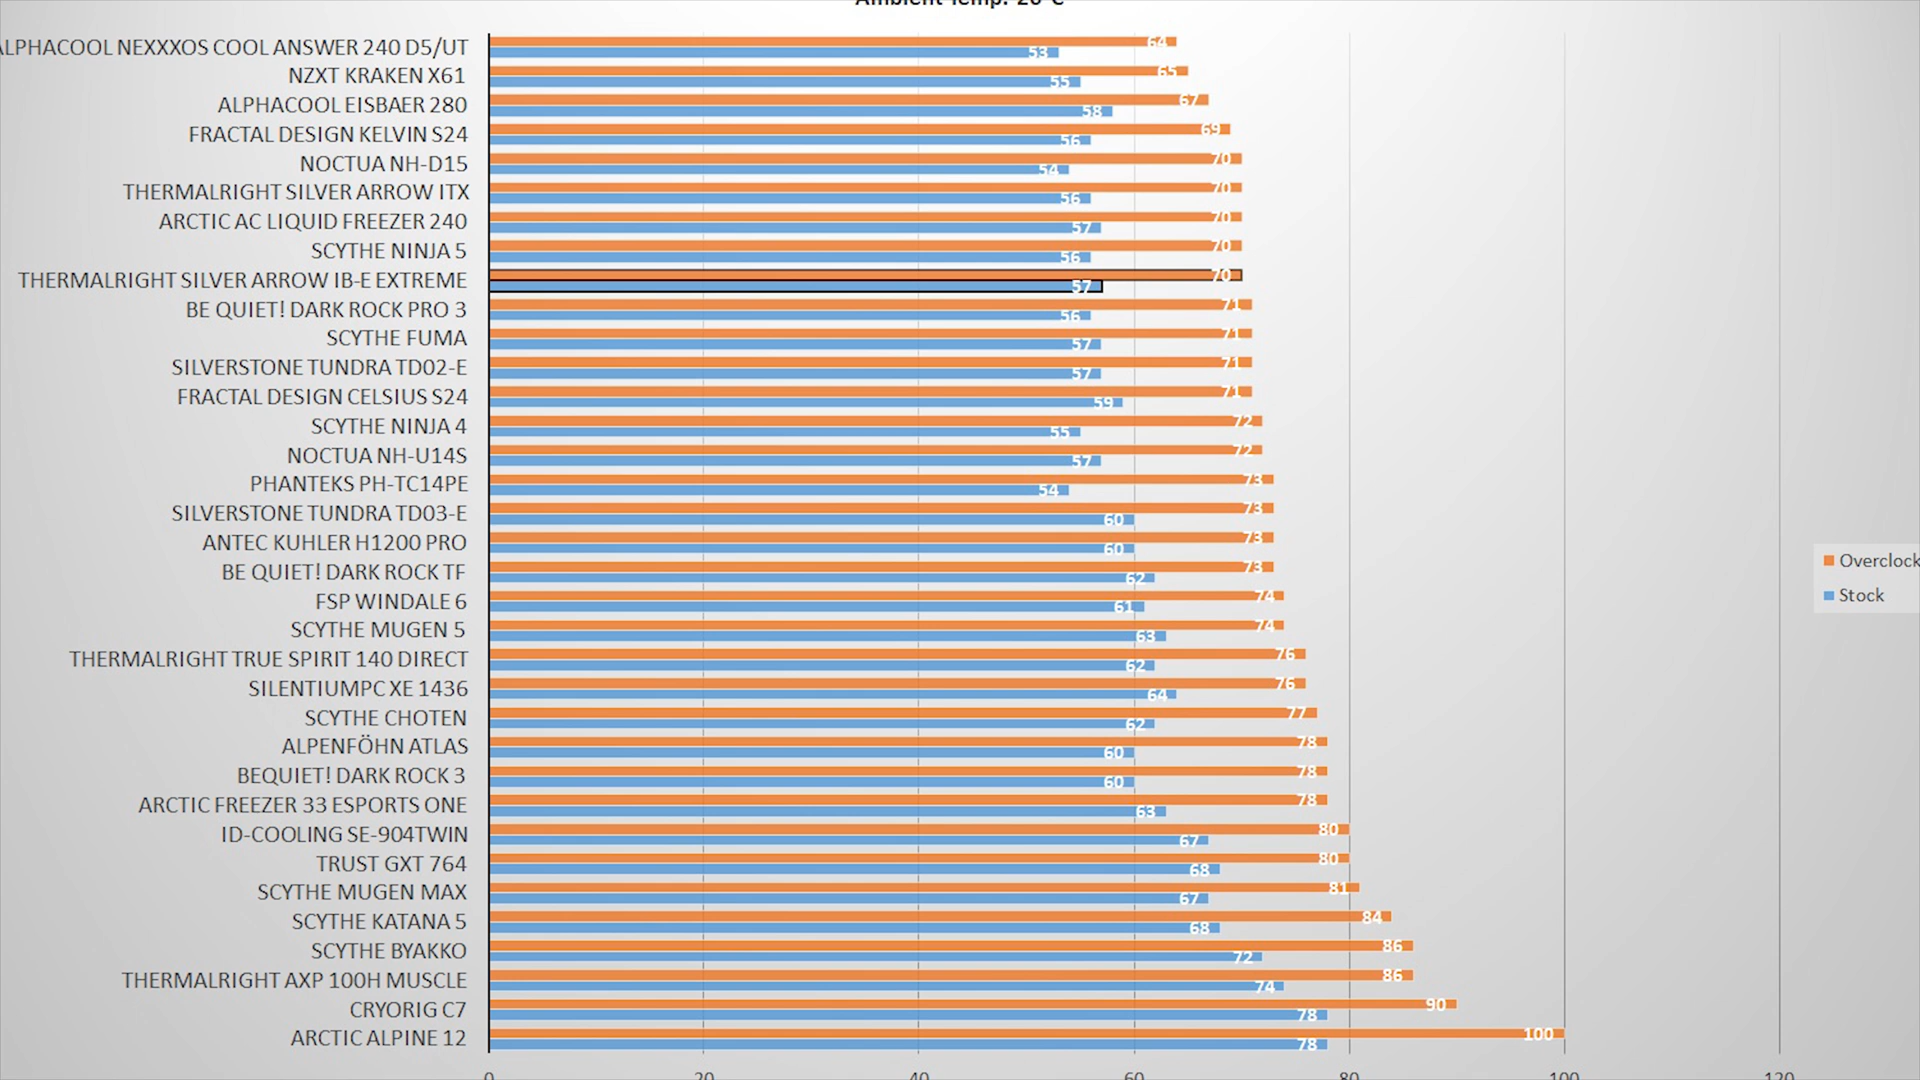 Ambient Temp. 20°C
ALPHACOOL NEXXXOS COOL ANSWER 240 D5/UT 64 53
NZXT KRAKEN X61 65 55
ALPHACOOL EISBAER 280 67 58
FRACTAL DESIGN KELVIN S24 69 56
NOCTUA NH-D15 70 54
THERMALRIGHT SILVER ARROW ITX 70 56
ARCTIC AC LIQUID FREEZER 240 70 57
SCYTHE NINJA 5 70 56
THERMALRIGHT SILVER ARROW IB-E EXTREME 70 57
BE QUIET! DARK ROCK PRO 3 71 56
SCYTHE FUMA 71 57
SILVERSTONE TUNDRA TD02-E 71 57
FRACTAL DESIGN CELSIUS S24 71 59
SCYTHE NINJA 4 72 55
NOCTUA NH-U14S 72 57
PHANTEKS PH-TC14PE 73 54
SILVERSTONE TUNDRA TD03-E 73 60
ANTEC KUHLER H1200 PRO 73 60
BE QUIET! DARK ROCK TF 73 62
FSP WINDALE 6 74 61
SCYTHE MUGEN 5 74 63
THERMALRIGHT TRUE SPIRIT 140 DIRECT 76 62
SILENTIUMPC XE 1436 76 64
SCYTHE CHOTEN 77 62
ALPENFÖHN ATLAS 78 60
BEQUIET! DARK ROCK 3 78 60
ARCTIC FREEZER 33 ESPORTS ONE 78 63
ID-COOLING SE-904TWIN 80 67
TRUST GXT 764 80 68
SCYTHE MUGEN MAX 81 67
SCYTHE KATANA 5 84 68
SCYTHE BYAKKO 86 72
THERMALRIGHT AXP 100H MUSCLE 86 74
CRYORIG C7 90 78
ARCTIC ALPINE 12 100 78
0 20 40 60 80 100 120
Overclock
Stock